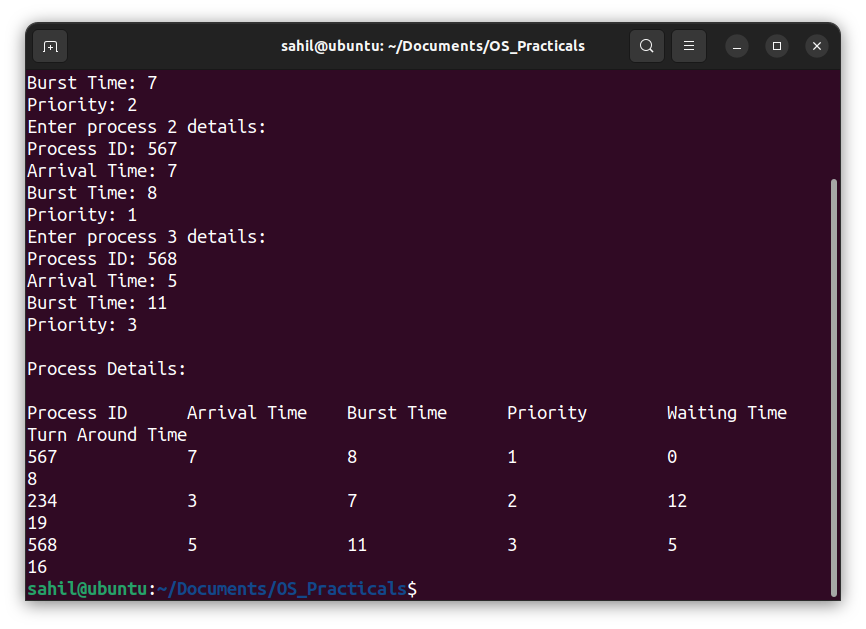 sahil@ubuntu: ~/Documents/OS_Practicals
Burst Time: 7
Priority: 2
Enter process 2 details:
Process ID: 567
Arrival Time: 7
Burst Time: 8
Priority: 1
Enter process 3 details:
Process ID: 568
Arrival Time: 5
Burst Time: 11
Priority: 3
Process Details:
Process ID      Arrival Time    Burst Time      Priority        Waiting Time
Turn Around Time
567             7               8               1               0
8
234             3               7               2               12
19
568             5               11              3               5
16
sahil@ubuntu:~/Documents/OS_Practicals$